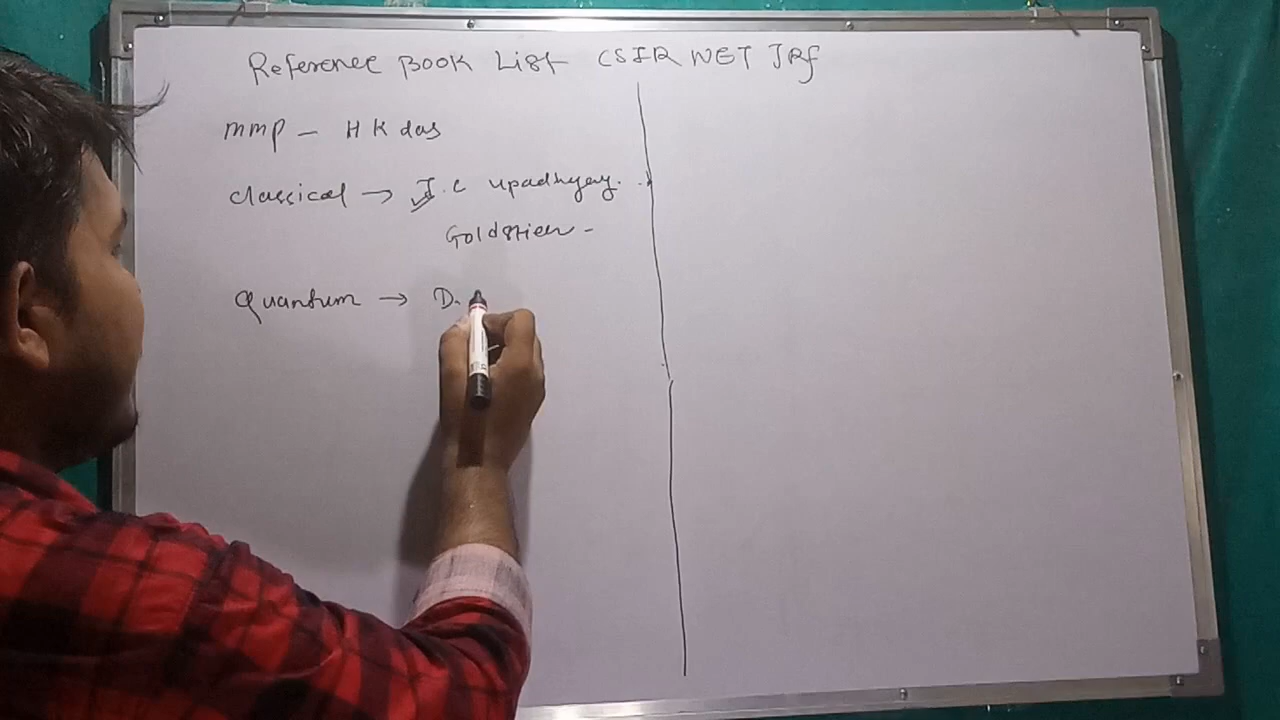 Reference Book List CSIR NET JRf
MMP - H K das
classical → J.C upadhyay.
Goldstien -
Quantum → D.